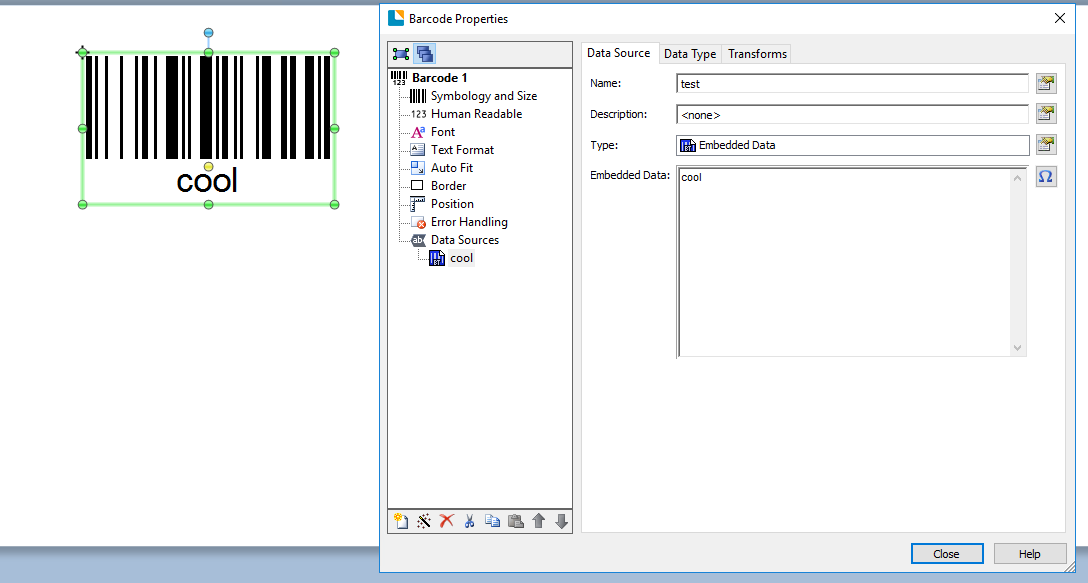 cool
Barcode Properties
Barcode 1
Symbology and Size
Human Readable
Font
Text Format
Auto Fit
Border
Position
Error Handling
Data Sources
cool
Data Source
Data Type
Transforms
Name:
test
Description:
<none>
Type:
Embedded Data
Embedded Data:
cool
Ω
Close
Help